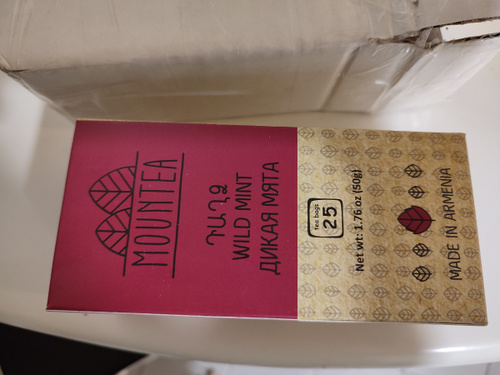 MOUNTEA
ԴԱՂՁ
WILD MINT
ДИКАЯ МЯТА
Tea bags
25
Net wt: 1.76 oz (50g)
MADE IN ARMENIA